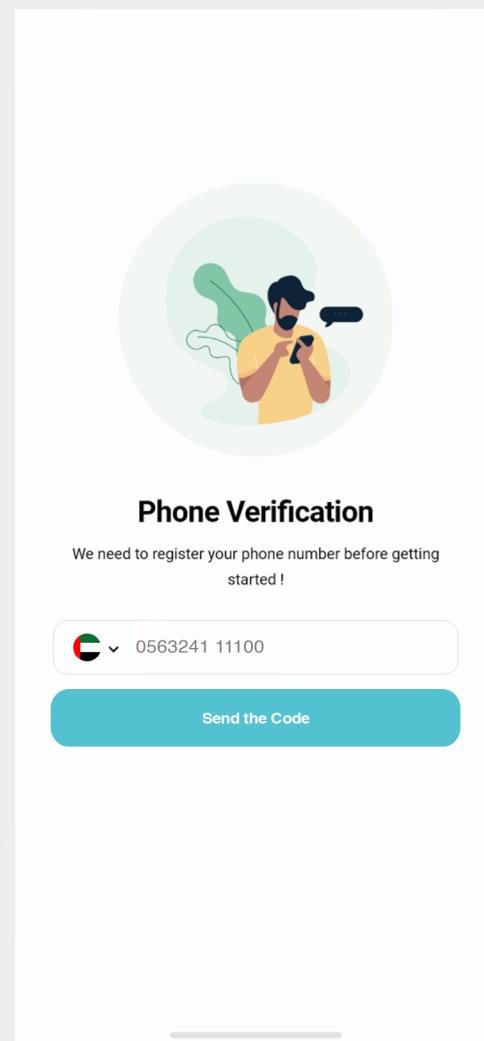 Phone Verification
We need to register your phone number before getting
started !
0563241 11100
Send the Code